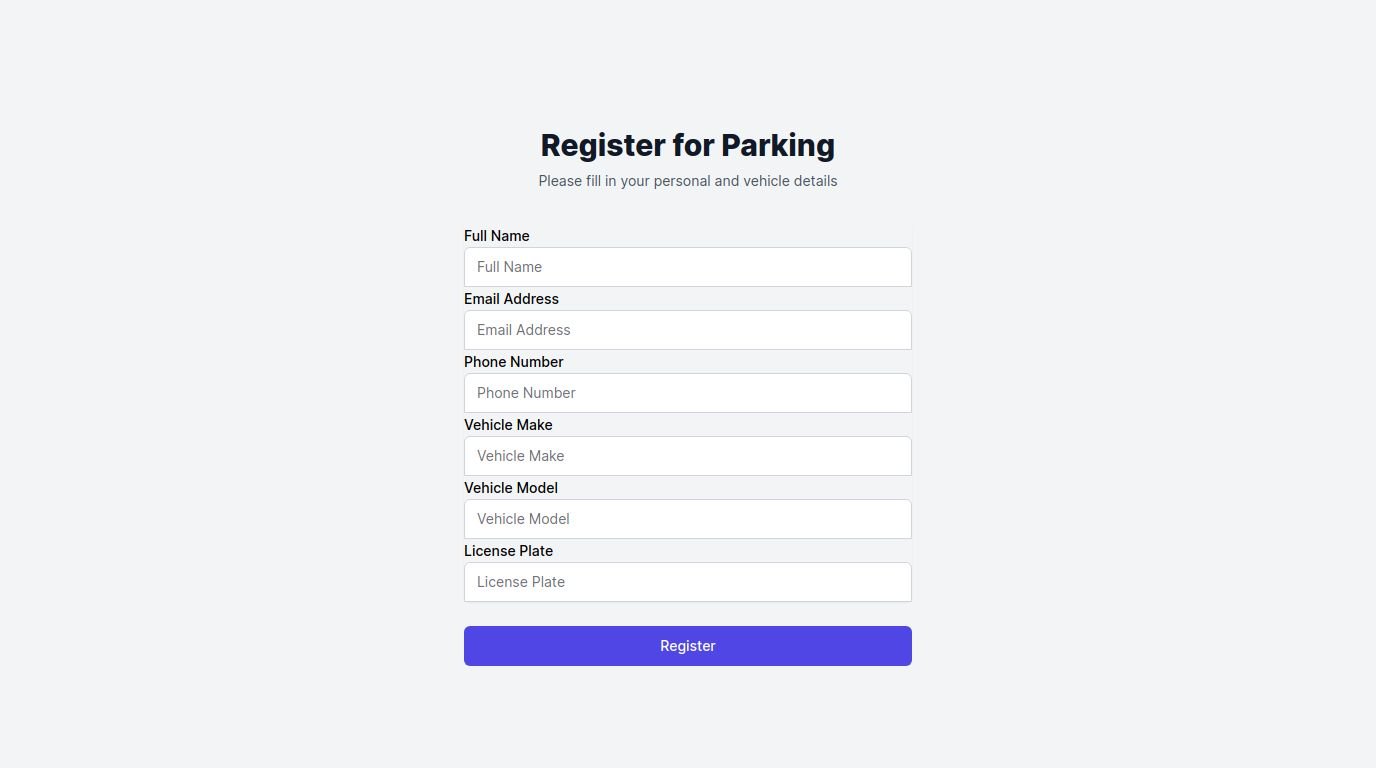 Register for Parking
Please fill in your personal and vehicle details
Full Name
Full Name
Email Address
Email Address
Phone Number
Phone Number
Vehicle Make
Vehicle Make
Vehicle Model
Vehicle Model
License Plate
License Plate
Register